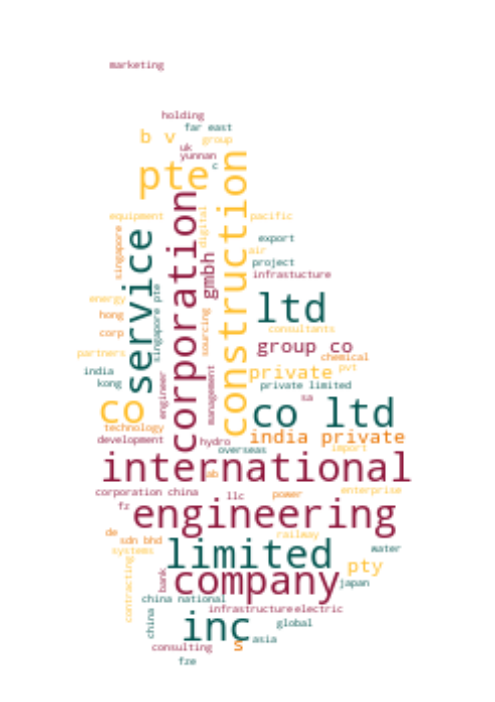 marketing
holding
far east
b v
group
uk
yunnan
c
pte
construction
corporation
equipment
digital
pacific
singapore
service
export
air
project
gmbh
infrastucture
singapore pte
energy
ltd
hong
sourcing
consultants
corp
group co
partners
chemical
india
engineer
management
private
pvt
kong
private limited
sa
co
co ltd
technology
development
hydro
india private
overseas
import
international
ab
corporation china
llc
power
enterprise
fz
engineering
de
sdn bhd
railway
systems
limited
water
contracting
bank
company
pty
japan
china national
china
infrastructure
electric
inc
global
s
asia
consulting
fze